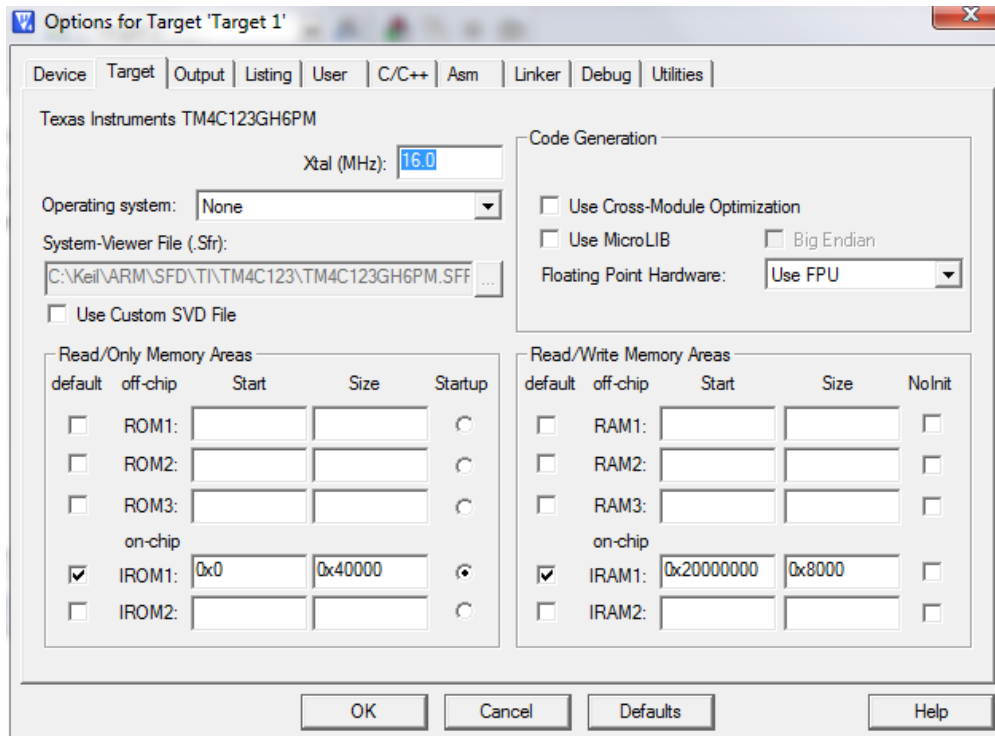 Options for Target 'Target 1'
Device Target Output Listing User C/C++ Asm Linker Debug Utilities
Texas Instruments TM4C123GH6PM
Xtal (MHz): 16.0
Operating system: None
System-Viewer File (.Sfr):
C:\Keil\ARM\SFD\TI\TM4C123\TM4C123GH6PM.SFR ...
Use Custom SVD File
Code Generation
Use Cross-Module Optimization
Use MicroLIB Big Endian
Floating Point Hardware: Use FPU
Read/Only Memory Areas
default off-chip Start Size Startup
ROM1:
ROM2:
ROM3:
on-chip
IROM1: 0x0 0x40000
IROM2:
Read/Write Memory Areas
default off-chip Start Size NoInit
RAM1:
RAM2:
RAM3:
on-chip
IRAM1: 0x20000000 0x8000
IRAM2:
OK Cancel Defaults Help